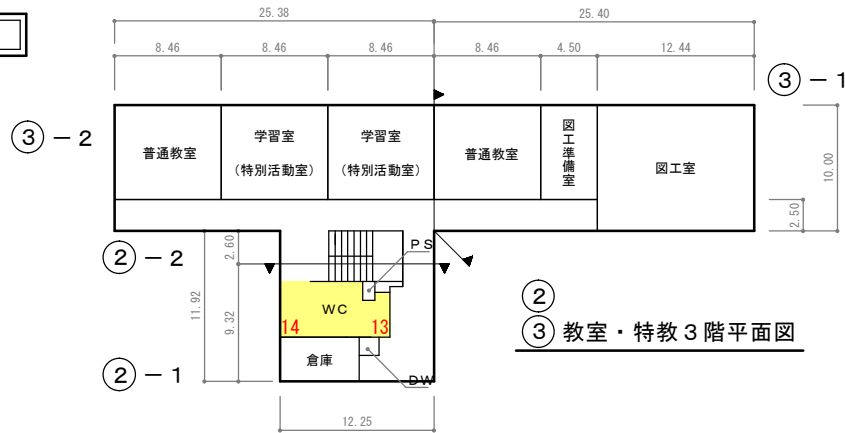 25.38 25.40
8.46 8.46 8.46 8.46 4.50 12.44
③－1
③－2
普通教室
学習室
（特別活動室）
学習室
（特別活動室）
普通教室
図工準備室
図工室
10.00
2.50
②－2
2.60
PS
11.92
9.32
WC
14 13
②
③ 教室・特教３階平面図
倉庫
②－1
DW
12.25